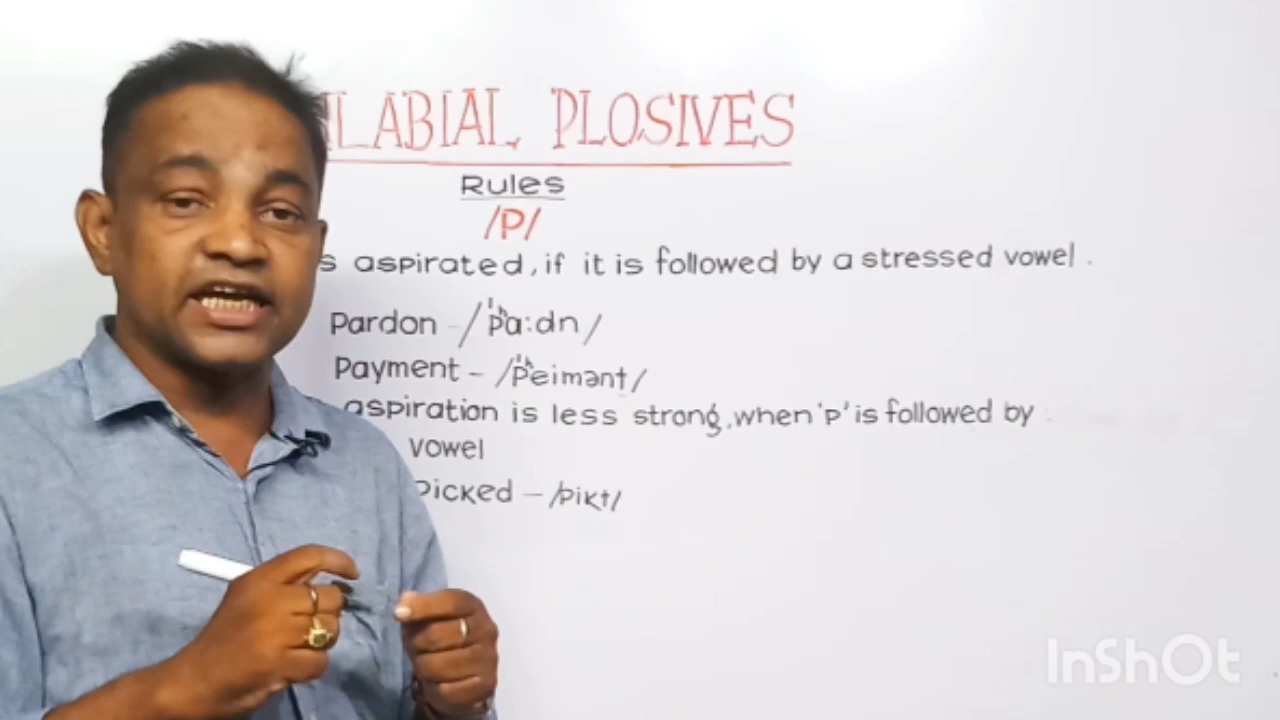 ILABIAL PLOSIVES
Rules
/P/
s aspirated, if it is followed by a stressed vowel.
Pardon – /ˈpʰa:dn/
Payment – /ˈpʰeimənt/
aspiration is less strong, when 'p' is followed by
vowel
Picked – /pikt/
InShOt